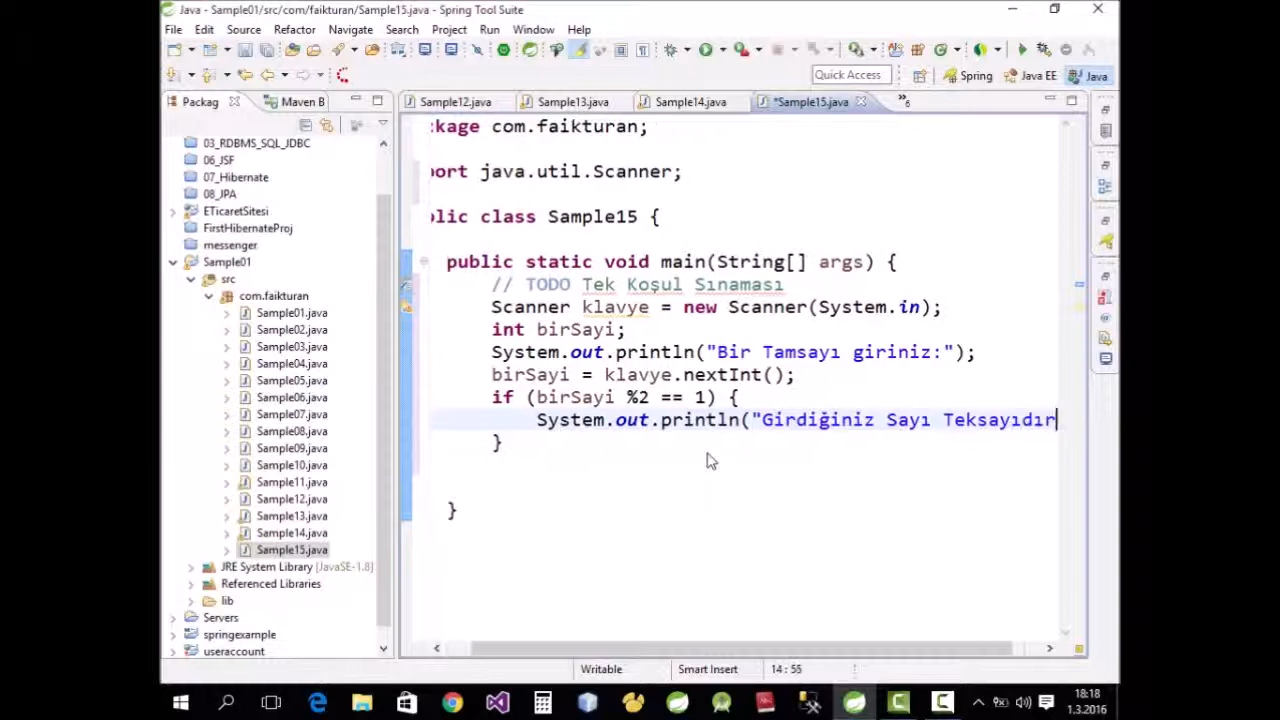 Java - Sample01/src/com/faikturan/Sample15.java - Spring Tool Suite
File Edit Source Refactor Navigate Search Project Run Window Help
Quick Access Spring Java EE Java
Packag Maven B Sample12.java Sample13.java Sample14.java *Sample15.java »6
03_RDBMS_SQL_JDBC
06_JSF
07_Hibernate
08_JPA
ETicaretSitesi
FirstHibernateProj
messenger
Sample01
src
com.faikturan
Sample01.java
Sample02.java
Sample03.java
Sample04.java
Sample05.java
Sample06.java
Sample07.java
Sample08.java
Sample09.java
Sample10.java
Sample11.java
Sample12.java
Sample13.java
Sample14.java
Sample15.java
JRE System Library [JavaSE-1.8]
Referenced Libraries
lib
Servers
springexample
useraccount
kage com.faikturan;
ort java.util.Scanner;
lic class Sample15 {
public static void main(String[] args) {
// TODO Tek Koşul Sınaması
Scanner klavye = new Scanner(System.in);
int birSayi;
System.out.println("Bir Tamsayı giriniz:");
birSayi = klavye.nextInt();
if (birSayi %2 == 1) {
System.out.println("Girdiğiniz Sayı Teksayıdır
}
}
Writable Smart Insert 14 : 55
18:18
1.3.2016